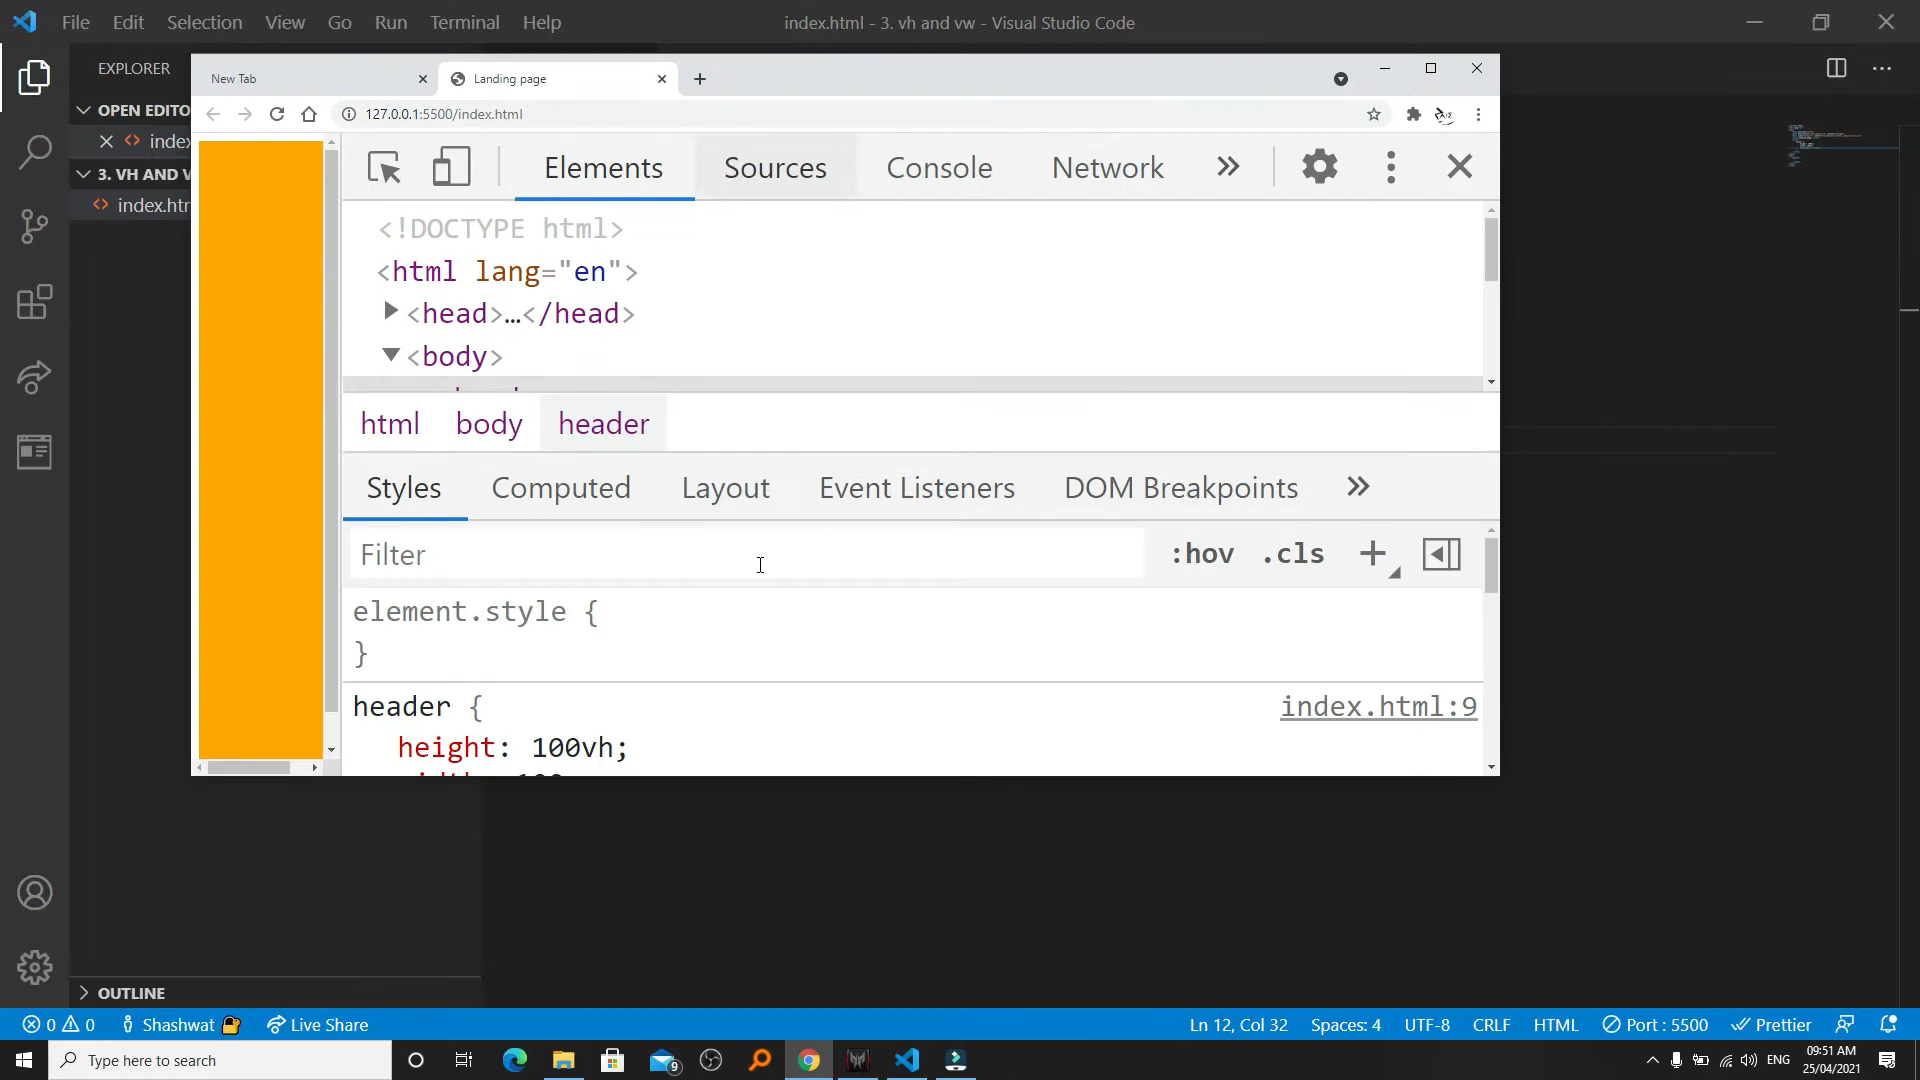 File Edit Selection View Go Run Terminal Help
index.html - 3. vh and vw - Visual Studio Code
EXPLORER
OPEN EDITO
index
3. VH AND V
index.htm
New Tab
Landing page
127.0.0.1:5500/index.html
Elements Sources Console Network
<!DOCTYPE html>
<html lang="en">
<head>…</head>
<body>
html body header
Styles Computed Layout Event Listeners DOM Breakpoints
Filter
:hov .cls
element.style {
}
header {
index.html:9
height: 100vh;
OUTLINE
0 0 Shashwat Live Share
Ln 12, Col 32 Spaces: 4 UTF-8 CRLF HTML Port : 5500 Prettier
Type here to search
9
ENG
09:51 AM
25/04/2021